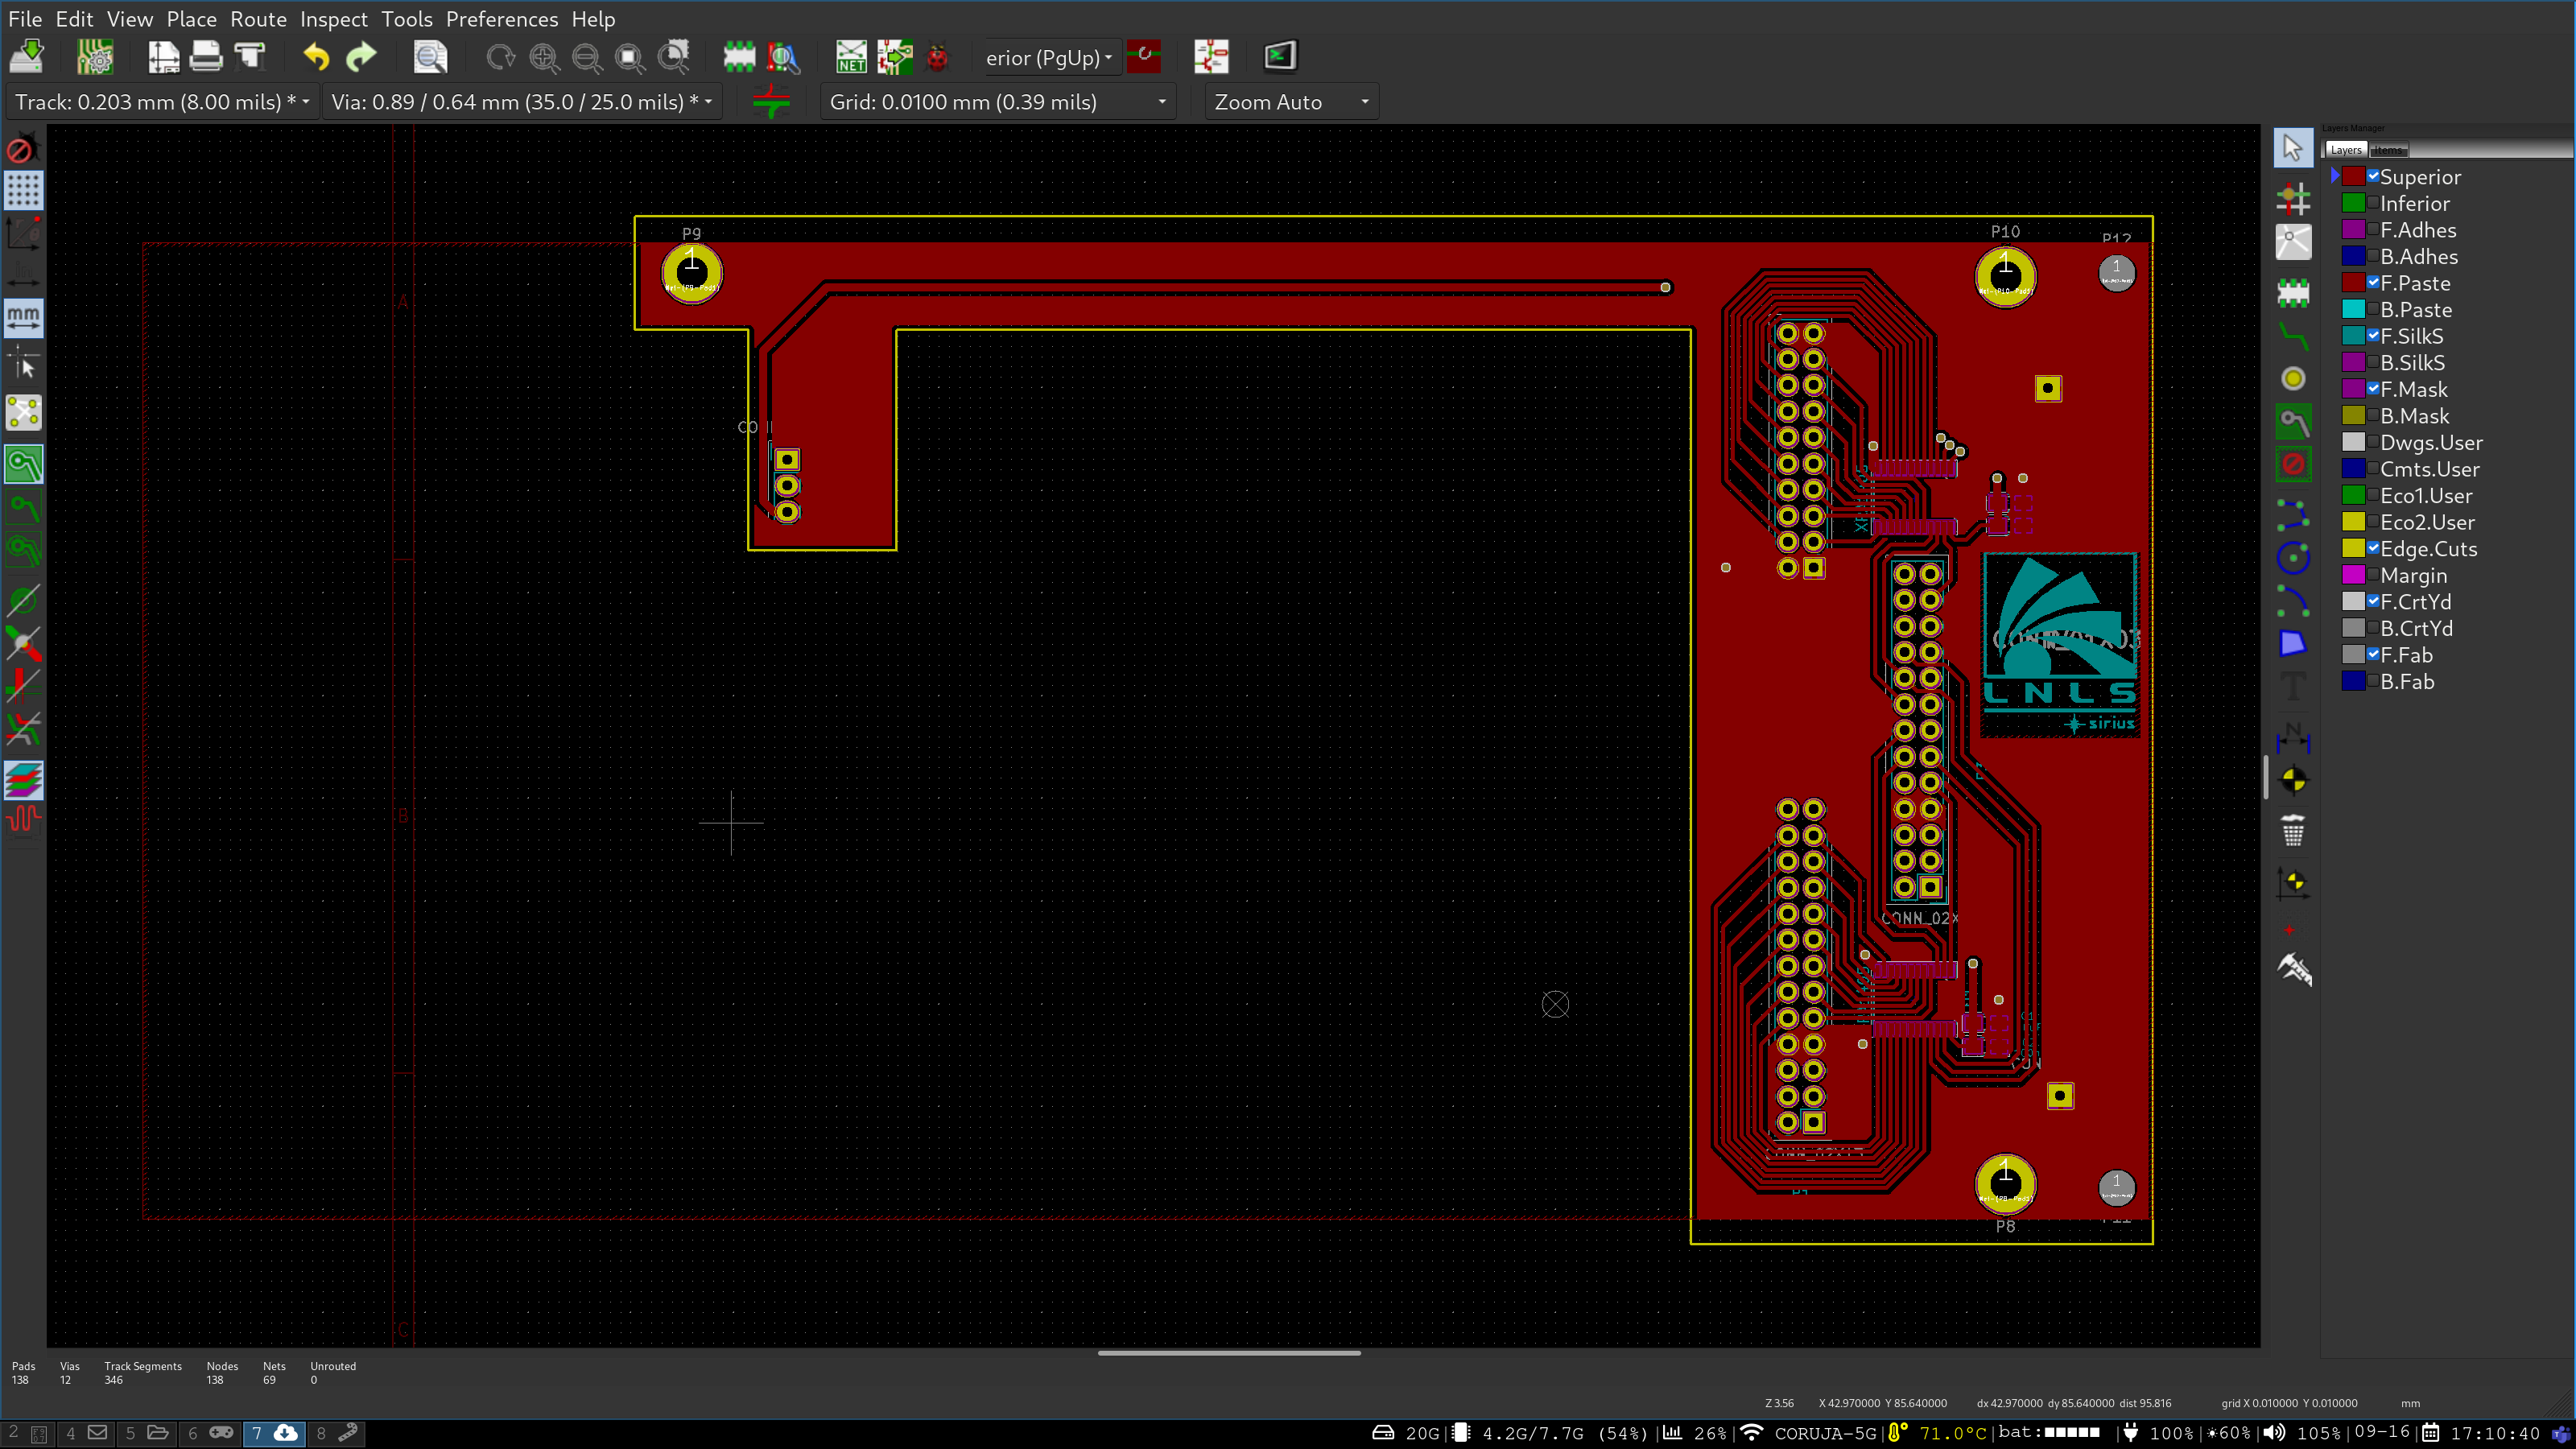 File Edit View Place Route Inspect Tools Preferences Help
NET
erior (PgUp)
Track: 0.203 mm (8.00 mils) *
Via: 0.89 / 0.64 mm (35.0 / 25.0 mils) *
Grid: 0.0100 mm (0.39 mils)
Zoom Auto
Layers Manager
Layers
Items
Superior
Inferior
F.Adhes
B.Adhes
F.Paste
B.Paste
F.SilkS
B.SilkS
F.Mask
B.Mask
Dwgs.User
Cmts.User
Eco1.User
Eco2.User
Edge.Cuts
Margin
F.CrtYd
B.CrtYd
F.Fab
B.Fab
mm
A
B
C
P9
1
P10
1
P12
1
LNLS
sirius
CONN_02X
1
P8
1
Pads
138
Vias
12
Track Segments
346
Nodes
138
Nets
69
Unrouted
0
Z 3.56
X 42.970000 Y 85.640000
dx 42.970000 dy 85.640000 dist 95.816
grid X 0.010000 Y 0.010000
mm
2
4
5
6
7
8
20G| 4.2G/7.7G (54%)| 26%| CORUJA-5G| 71.0°C|bat: | 100%| 60%| 105%|09-16| 17:10:40